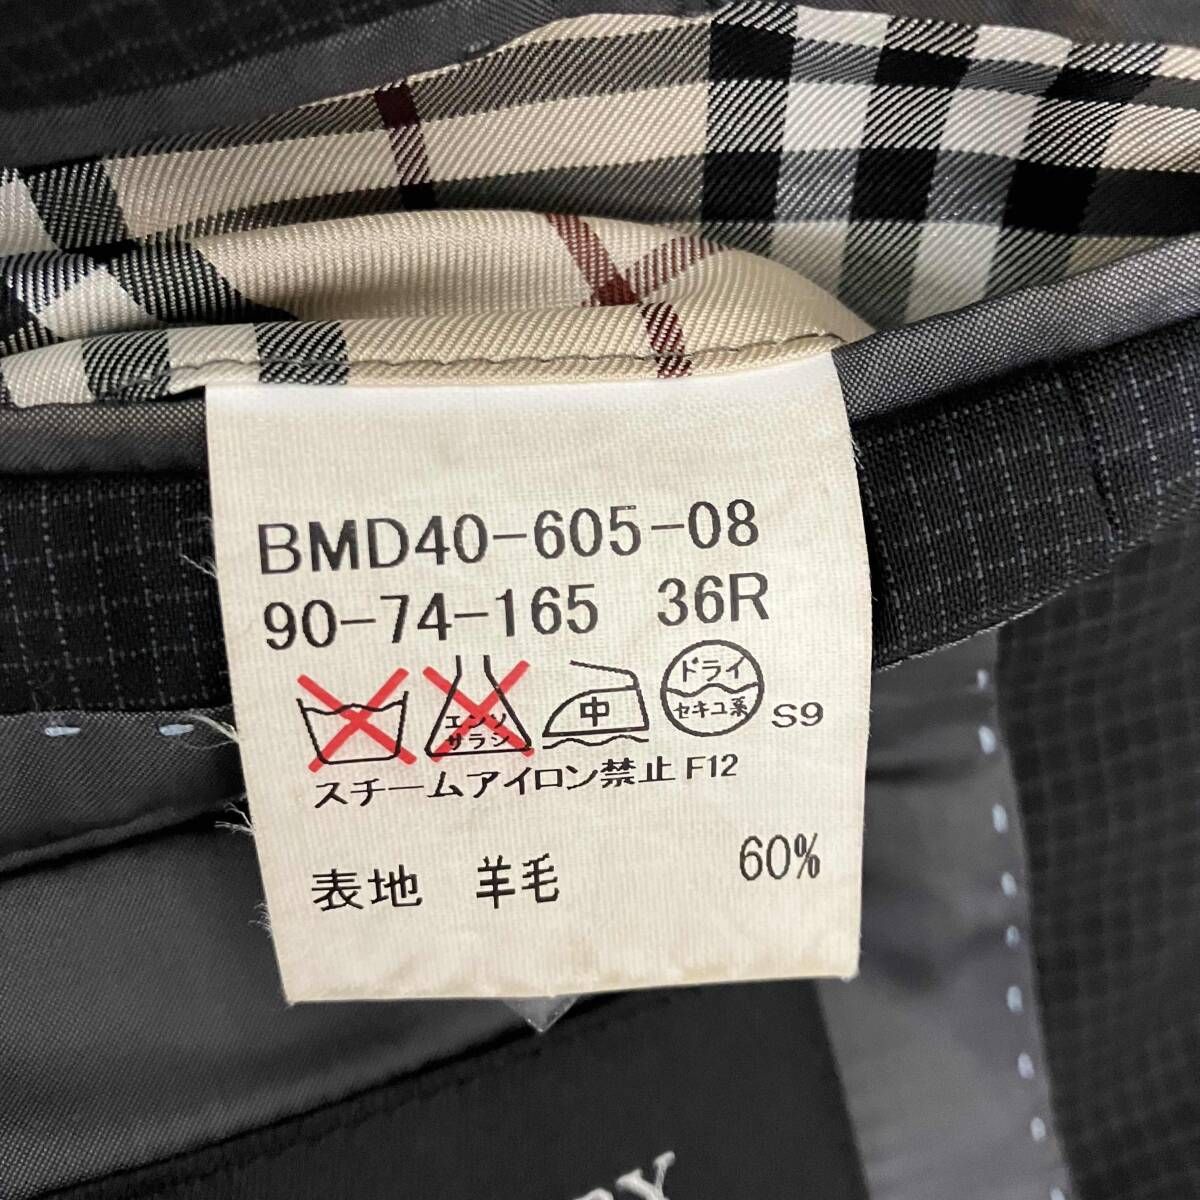 BMD40-605-08
90-74-165 36R
エンソ
サラシ
中
ドライ
セキユ系
S9
スチームアイロン禁止 F12
表地 羊毛 60%